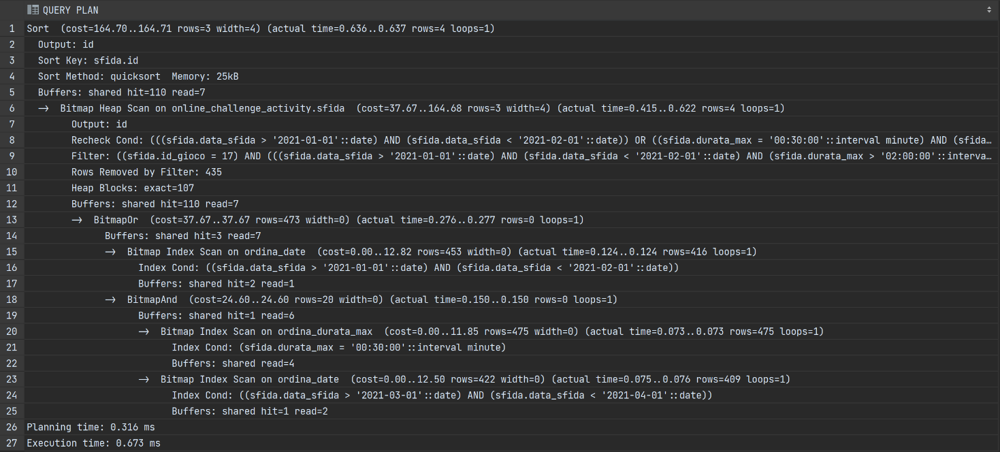 QUERY PLAN
1 Sort  (cost=164.70..164.71 rows=3 width=4) (actual time=0.636..0.637 rows=4 loops=1)
2 Output: id
3 Sort Key: sfida.id
4 Sort Method: quicksort  Memory: 25kB
5 Buffers: shared hit=110 read=7
6 →  Bitmap Heap Scan on online_challenge_activity.sfida  (cost=37.67..164.68 rows=3 width=4) (actual time=0.415..0.622 rows=4 loops=1)
7 Output: id
8 Recheck Cond: (((sfida.data_sfida > '2021-01-01'::date) AND (sfida.data_sfida < '2021-02-01'::date)) OR ((sfida.durata_max = '00:30:00'::interval minute) AND (sfida…
9 Filter: ((sfida.id_gioco = 17) AND (((sfida.data_sfida > '2021-01-01'::date) AND (sfida.data_sfida < '2021-02-01'::date) AND (sfida.durata_max > '02:00:00'::interva…
10 Rows Removed by Filter: 435
11 Heap Blocks: exact=107
12 Buffers: shared hit=110 read=7
13 →  BitmapOr  (cost=37.67..37.67 rows=473 width=0) (actual time=0.276..0.277 rows=0 loops=1)
14 Buffers: shared hit=3 read=7
15 →  Bitmap Index Scan on ordina_date  (cost=0.00..12.82 rows=453 width=0) (actual time=0.124..0.124 rows=416 loops=1)
16 Index Cond: ((sfida.data_sfida > '2021-01-01'::date) AND (sfida.data_sfida < '2021-02-01'::date))
17 Buffers: shared hit=2 read=1
18 →  BitmapAnd  (cost=24.60..24.60 rows=20 width=0) (actual time=0.150..0.150 rows=0 loops=1)
19 Buffers: shared hit=1 read=6
20 →  Bitmap Index Scan on ordina_durata_max  (cost=0.00..11.85 rows=475 width=0) (actual time=0.073..0.073 rows=475 loops=1)
21 Index Cond: (sfida.durata_max = '00:30:00'::interval minute)
22 Buffers: shared read=4
23 →  Bitmap Index Scan on ordina_date  (cost=0.00..12.50 rows=422 width=0) (actual time=0.075..0.076 rows=409 loops=1)
24 Index Cond: ((sfida.data_sfida > '2021-03-01'::date) AND (sfida.data_sfida < '2021-04-01'::date))
25 Buffers: shared hit=1 read=2
26 Planning time: 0.316 ms
27 Execution time: 0.673 ms